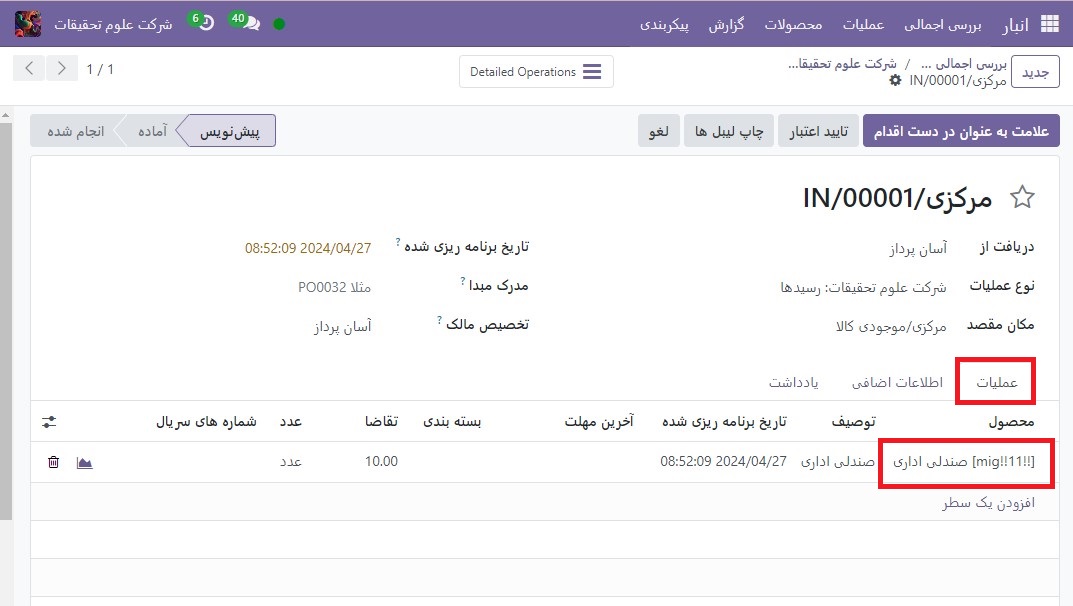 انبار بررسی اجمالی عملیات محصولات گزارش پیکربندی 40 6 شرکت علوم تحقیقات
جدید بررسی اجمالی ... / شرکت علوم تحقیقا... Detailed Operations 1 / 1
مرکزی/IN/00001
علامت به عنوان در دست اقدام تایید اعتبار چاپ لیبل ها لغو پیش‌نویس آماده انجام شده
مرکزی/IN/00001
دریافت از آسان پرداز تاریخ برنامه ریزی شده ? 2024/04/27 08:52:09
نوع عملیات شرکت علوم تحقیقات: رسیدها مدرک مبدا ? مثلا PO0032
مکان مقصد مرکزی/موجودی کالا تخصیص مالک ? آسان پرداز
عملیات اطلاعات اضافی یادداشت
محصول توصیف تاریخ برنامه ریزی شده آخرین مهلت بسته بندی تقاضا عدد شماره های سریال
[mig!!11!!] صندلی اداری صندلی اداری 2024/04/27 08:52:09 10.00 عدد
افزودن یک سطر